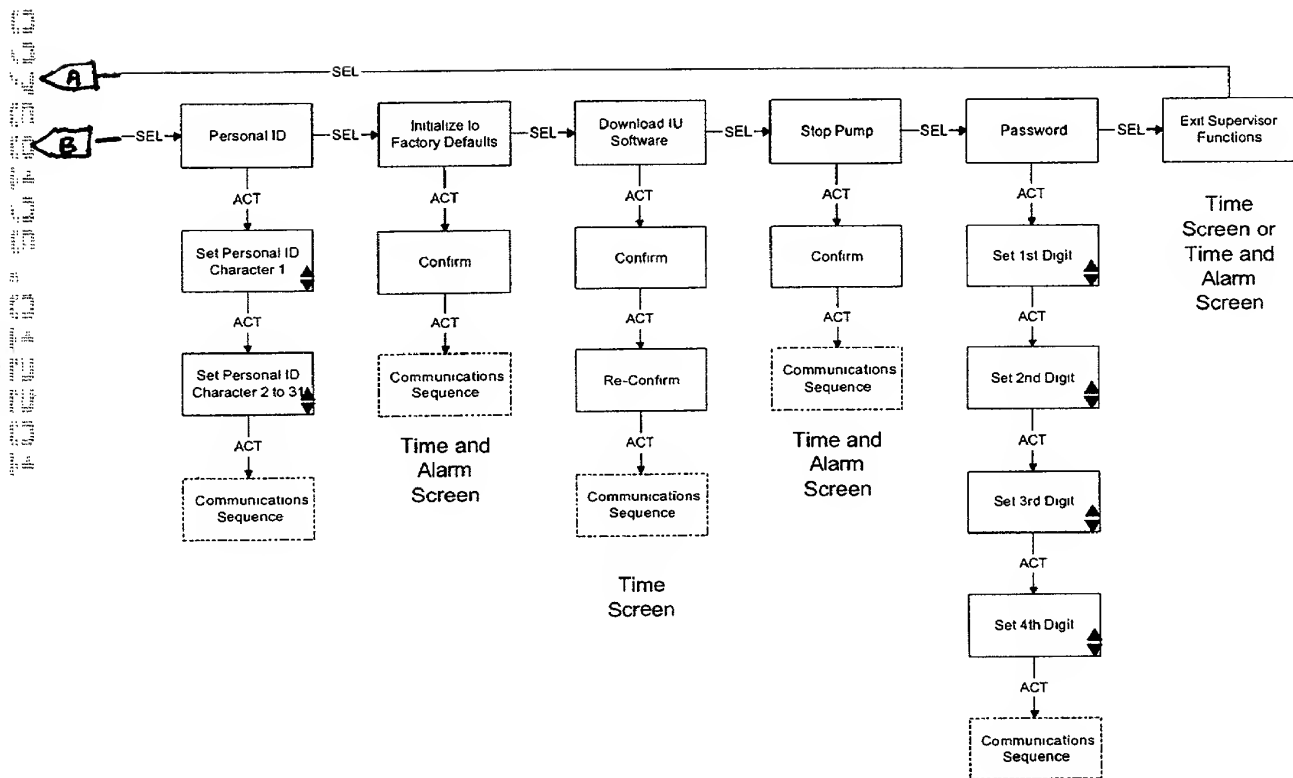 A
SEL
B
SEL
Personal ID
SEL
Initialize to
Factory Defaults
SEL
Download IU
Software
SEL
Stop Pump
SEL
Password
SEL
Exit Supervisor
Functions
ACT
ACT
ACT
ACT
ACT
Time
Screen or
Time and
Alarm
Screen
Set Personal ID
Character 1
Confirm
Confirm
Confirm
Set 1st Digit
ACT
ACT
ACT
ACT
ACT
Set Personal ID
Character 2 to 31
Communications
Sequence
Re-Confirm
Communications
Sequence
Set 2nd Digit
ACT
Time and
Alarm
Screen
ACT
Time and
Alarm
Screen
ACT
Communications
Sequence
Communications
Sequence
Set 3rd Digit
Time
Screen
ACT
Set 4th Digit
ACT
Communications
Sequence